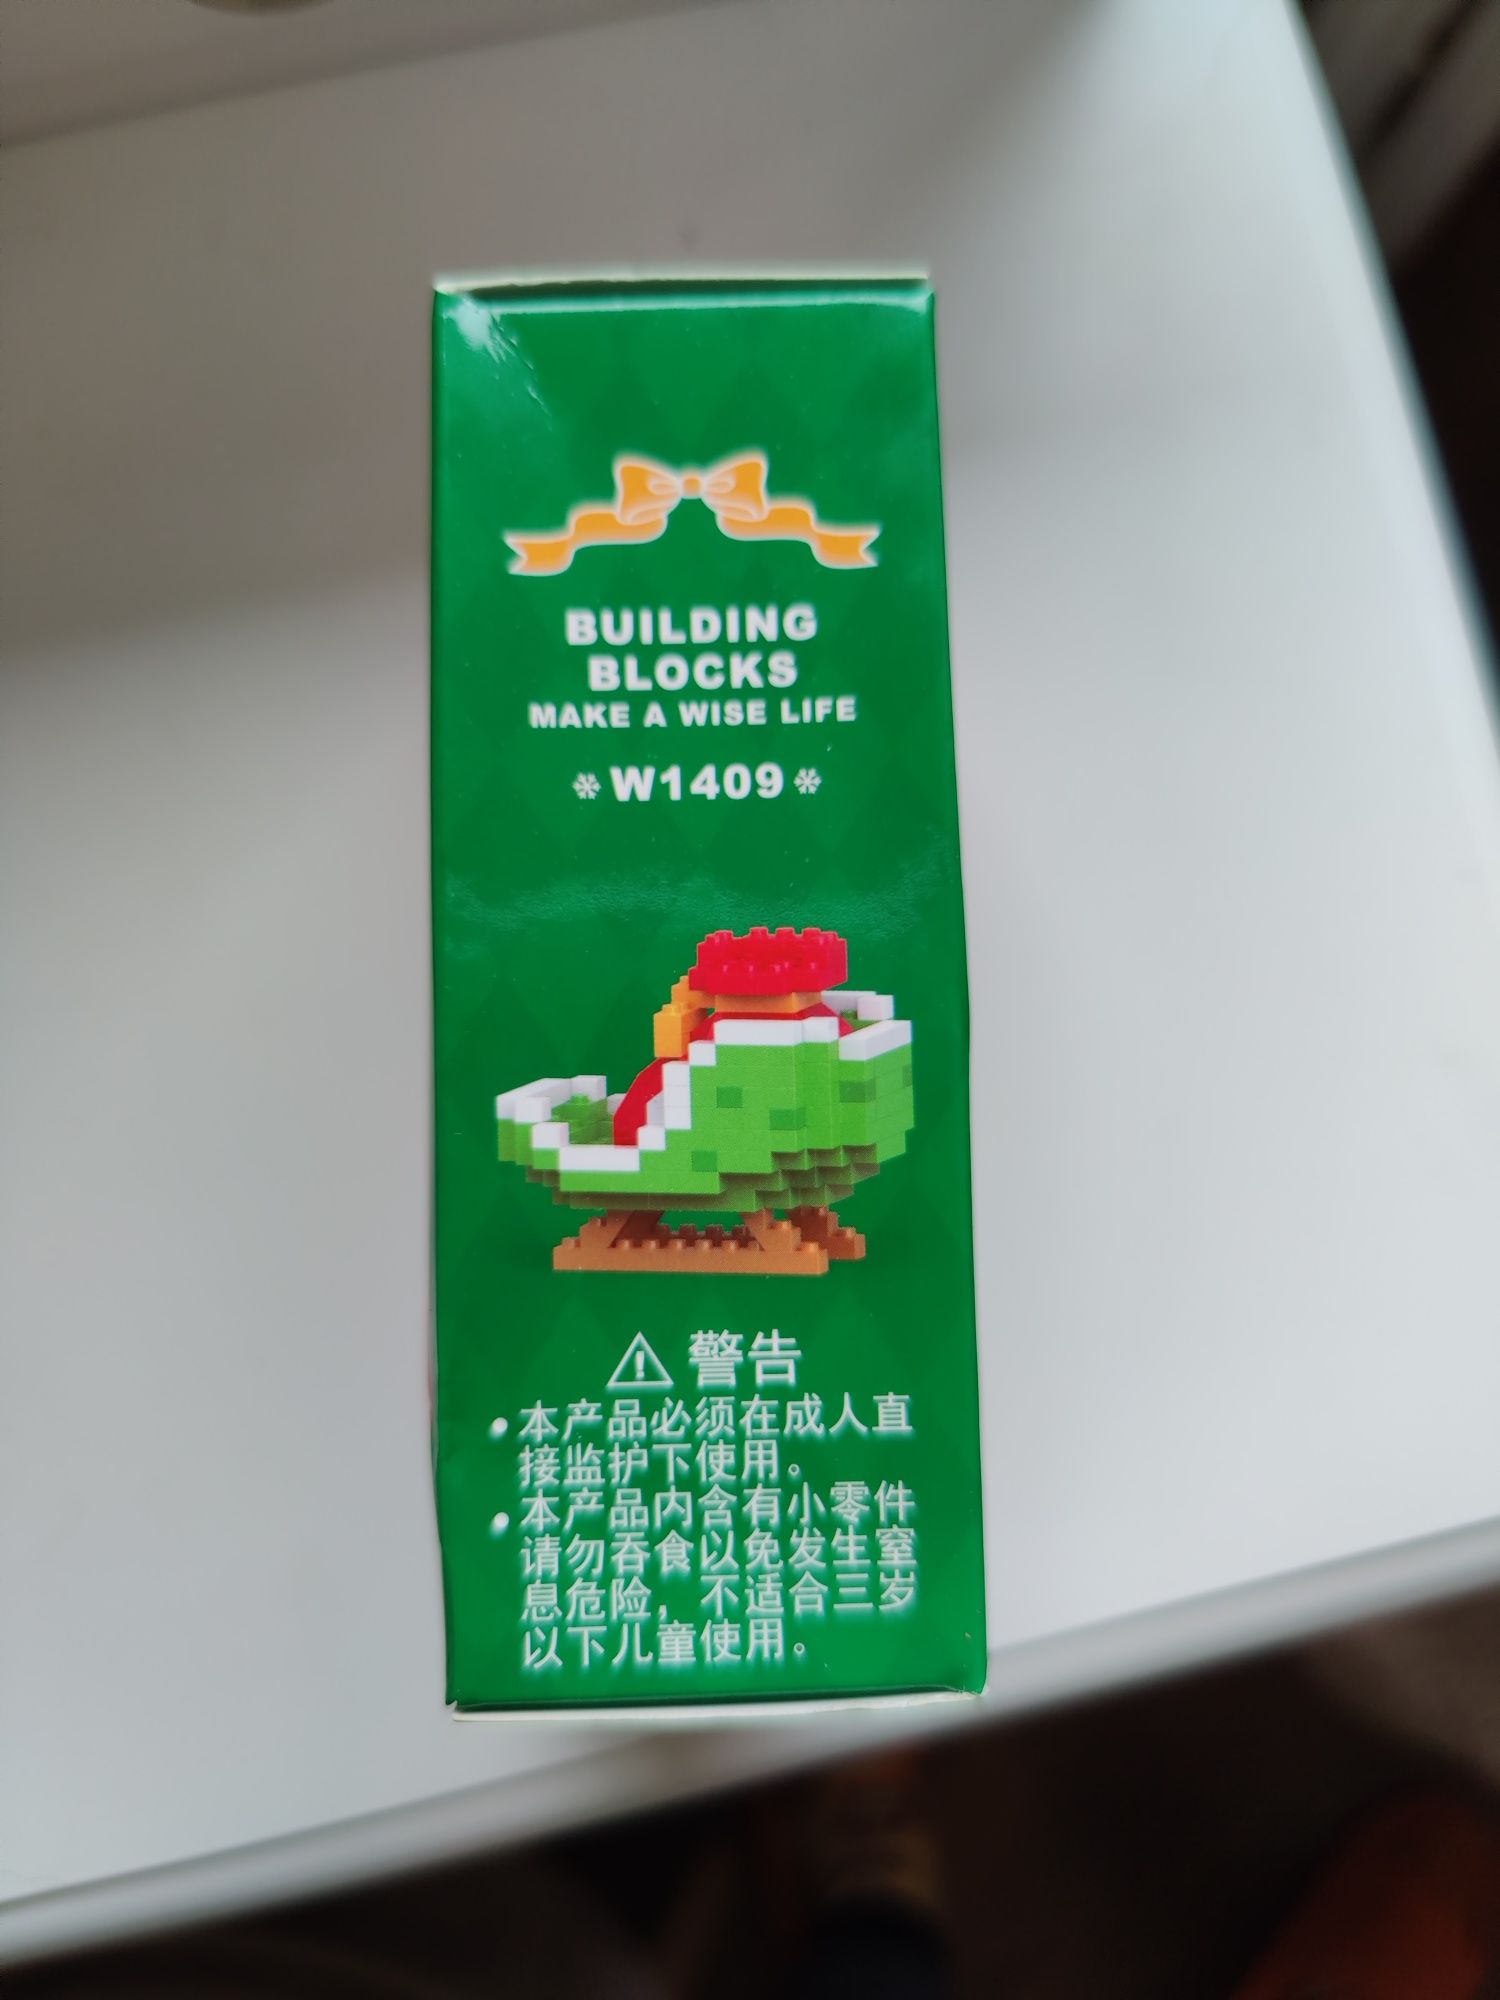 BUILDING
BLOCKS
MAKE A WISE LIFE
W1409
警告
•本产品必须在成人直
接监护下使用。
•本产品内含有小零件
请勿吞食以免发生窒
息危险，不适合三岁
以下儿童使用。